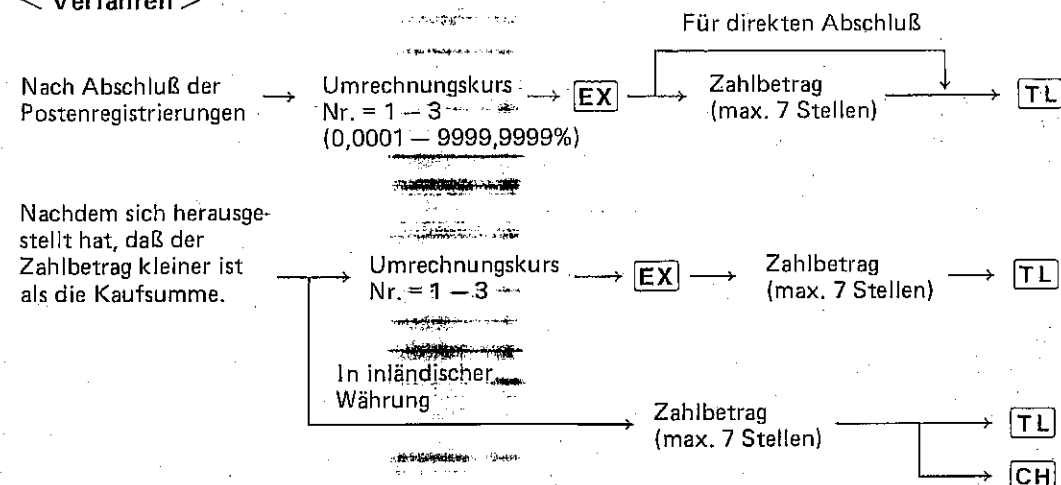 < Verfahren >
Für direkten Abschluß
Nach Abschluß der
Postenregistrierungen
Umrechnungskurs
Nr. = 1 — 3
(0,0001 — 9999,9999%)
EX
Zahlbetrag
(max. 7 Stellen)
TL
Nachdem sich herausge-
stellt hat, daß der
Zahlbetrag kleiner ist
als die Kaufsumme.
Umrechnungskurs
Nr. = 1 — 3
EX
Zahlbetrag
(max. 7 Stellen)
TL
In inländischer
Währung
Zahlbetrag
(max. 7 Stellen)
TL
CH